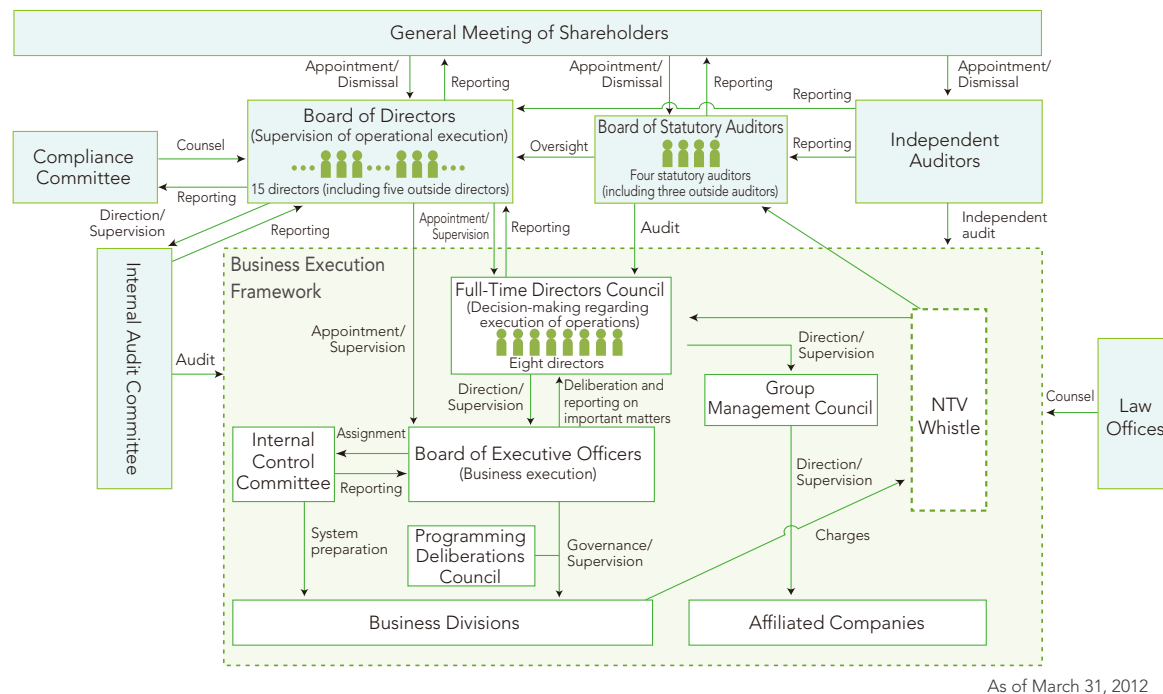 General Meeting of Shareholders
Appointment/
Dismissal
Reporting
Appointment/
Dismissal
Reporting
Appointment/
Dismissal
Reporting
Board of Directors
(Supervision of operational execution)
15 directors (including five outside directors)
Board of Statutory Auditors
Four statutory auditors
(including three outside auditors)
Independent
Auditors
Compliance
Committee
Counsel
Reporting
Oversight
Reporting
Direction/
Supervision
Reporting
Appointment/
Supervision
Reporting
Audit
Independent
audit
Internal Audit Committee
Audit
Business Execution
Framework
Full-Time Directors Council
(Decision-making regarding
execution of operations)
Eight directors
Appointment/
Supervision
Direction/
Supervision
Deliberation and
reporting on
important matters
Direction/
Supervision
Group
Management Council
NTV
Whistle
Counsel
Law
Offices
Internal
Control
Committee
Assignment
Reporting
Board of Executive Officers
(Business execution)
Direction/
Supervision
System
preparation
Programming
Deliberations
Council
Governance/
Supervision
Charges
Business Divisions
Affiliated Companies
As of March 31, 2012